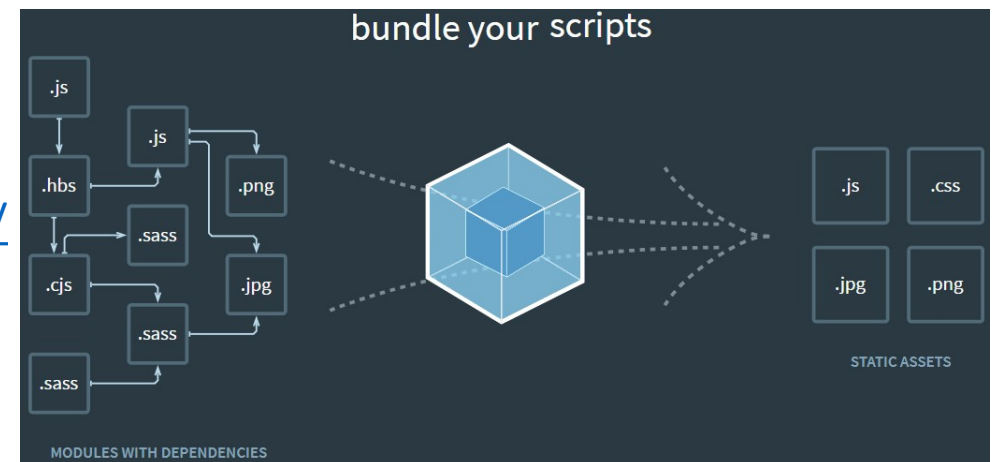 bundle your scripts
.js
.js
.hbs
.png
.js
.css
.sass
.cjs
.jpg
.jpg
.png
.sass
.sass
STATIC ASSETS
MODULES WITH DEPENDENCIES